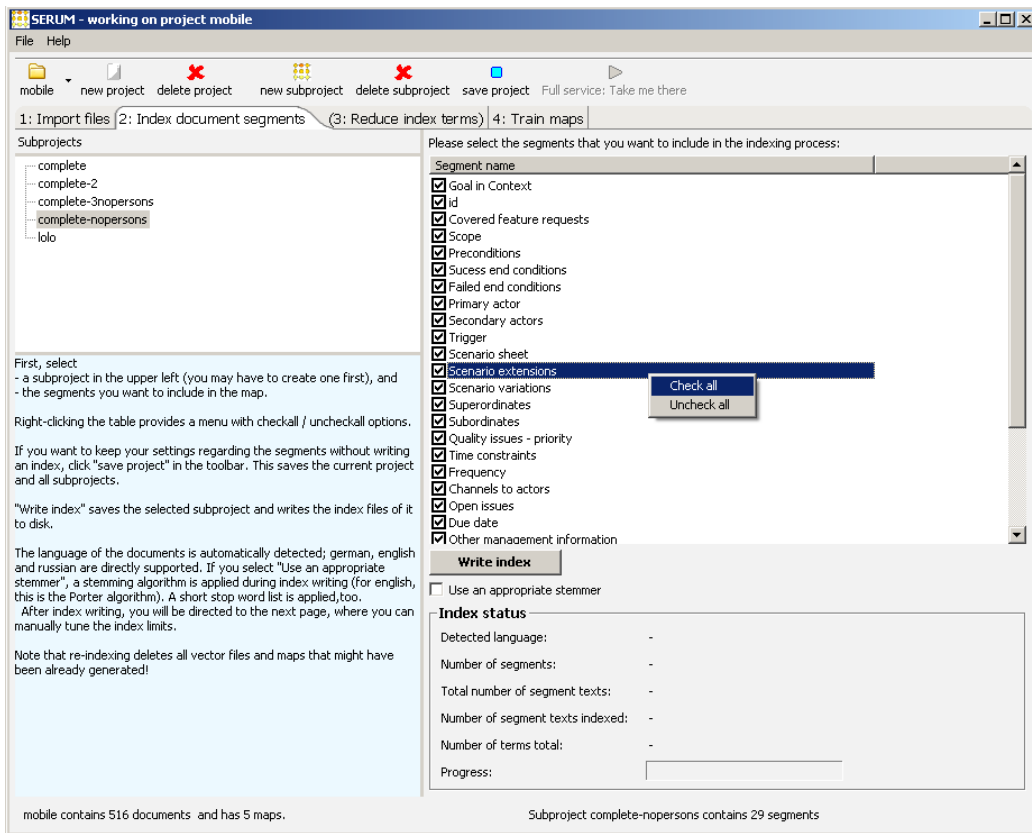 SERUM - working on project mobile
File Help
mobile new project delete project new subproject delete subproject save project Full service: Take me there
1: Import files 2: Index document segments (3: Reduce index terms) 4: Train maps
Subprojects
complete
complete-2
complete-3nopersons
complete-nopersons
lolo
First, select
- a subproject in the upper left (you may have to create one first), and
- the segments you want to include in the map.
Right-clicking the table provides a menu with checkall / uncheckall options.
If you want to keep your settings regarding the segments without writing
an index, click "save project" in the toolbar. This saves the current project
and all subprojects.
"Write index" saves the selected subproject and writes the index files of it
to disk.
The language of the documents is automatically detected; german, english
and russian are directly supported. If you select "Use an appropriate
stemmer", a stemming algorithm is applied during index writing (for english,
this is the Porter algorithm). A short stop word list is applied,too.
After index writing, you will be directed to the next page, where you can
manually tune the index limits.
Note that re-indexing deletes all vector files and maps that might have
been already generated!
Please select the segments that you want to include in the indexing process:
Segment name
Goal in Context
id
Covered feature requests
Scope
Preconditions
Sucess end conditions
Failed end conditions
Primary actor
Secondary actors
Trigger
Scenario sheet
Scenario extensions
Scenario variations
Superordinates
Subordinates
Quality issues - priority
Time constraints
Frequency
Channels to actors
Open issues
Due date
Other management information
Check all
Uncheck all
Write index
Use an appropriate stemmer
Index status
Detected language: -
Number of segments: -
Total number of segment texts: -
Number of segment texts indexed: -
Number of terms total: -
Progress:
mobile contains 516 documents and has 5 maps.
Subproject complete-nopersons contains 29 segments